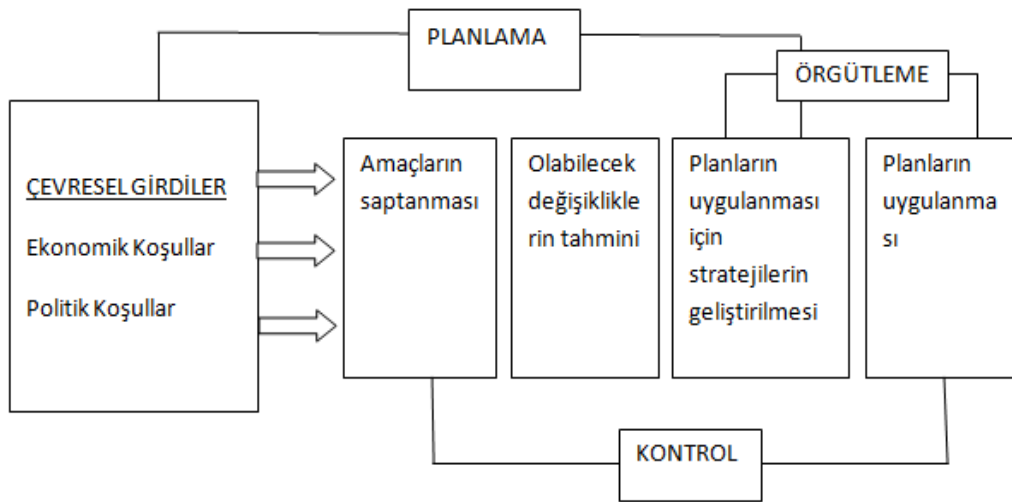 PLANLAMA
ÖRGÜTLEME
ÇEVRESEL GİRDİLER
Ekonomik Koşullar
Politik Koşullar
Amaçların
saptanması
Olabilecek
değişiklikle
rin tahmini
Planların
uygulanması
için
stratejilerin
geliştirilmesi
Planların
uygulanma
sı
KONTROL